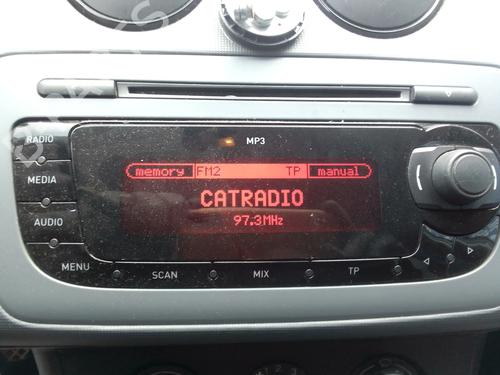 RADIO
MP3
memory FM2 TP manual
MEDIA
CATRADIO
97.3MHz
AUDIO
MENU SCAN MIX TP